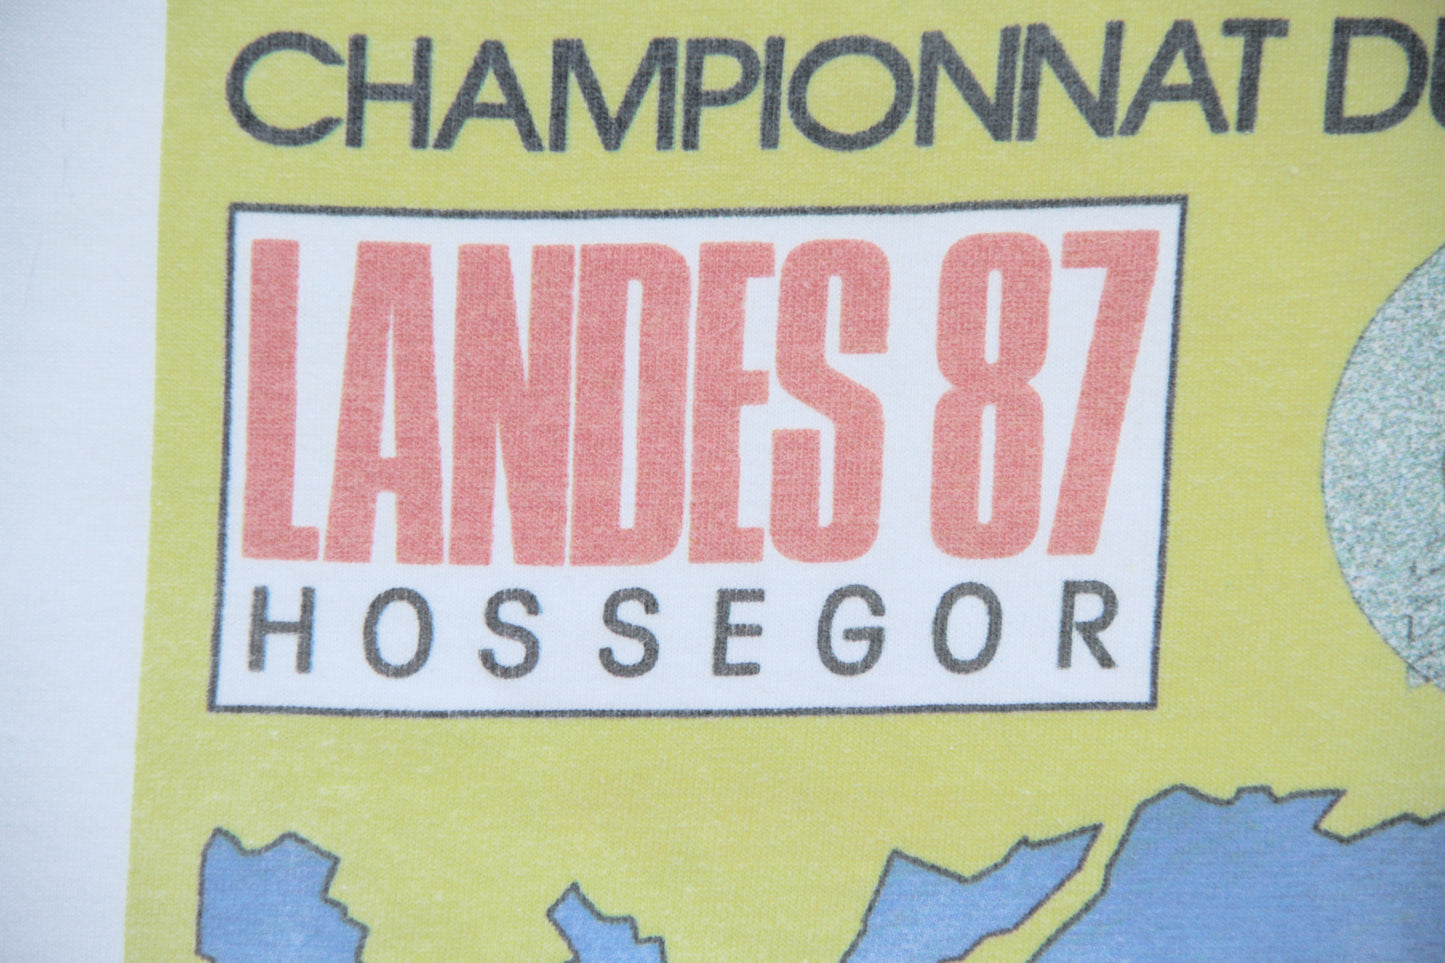 CHAMPIONNAT DU
LANDES 87
HOSSEGOR